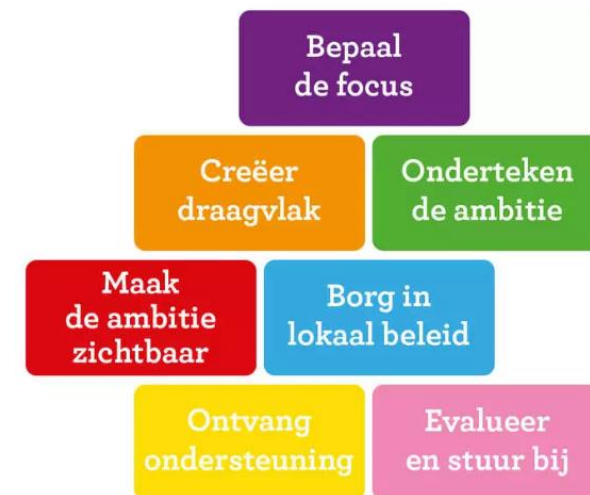 Bepaal
de focus
Creëer
draagvlak
Onderteken
de ambitie
Maak
de ambitie
zichtbaar
Borg in
lokaal beleid
Ontvang
ondersteuning
Evalueer
en stuur bij